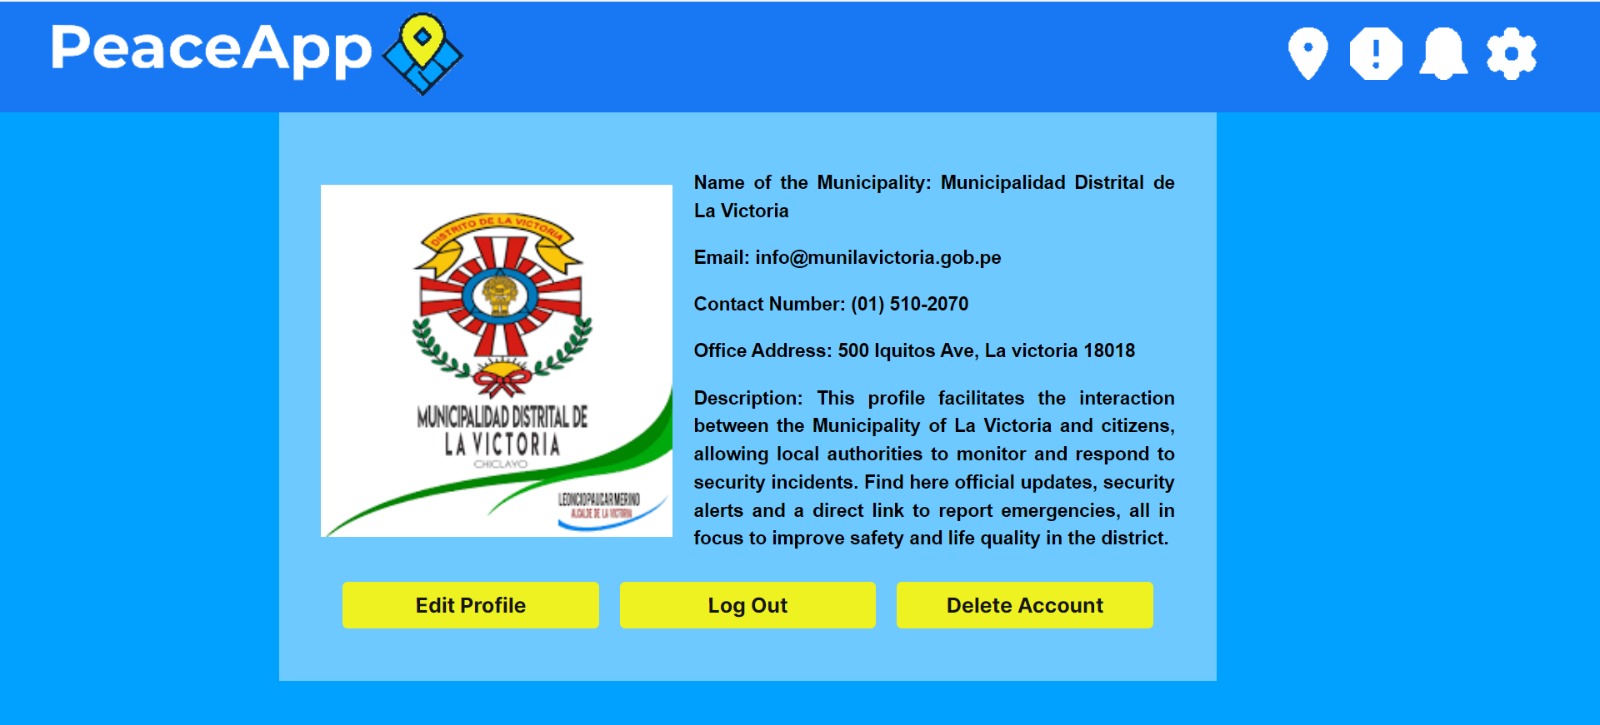 PeaceApp
DISTRITO DE LA VICTORIA
MUNICIPALIDAD DISTRITAL DE
LA VICTORIA
CHICLAYO
LEONCIO PAUCAR MERINO
ALCALDE DE LA VICTORIA
Name of the Municipality: Municipalidad Distrital de
La Victoria
Email: info@munilavictoria.gob.pe
Contact Number: (01) 510-2070
Office Address: 500 Iquitos Ave, La victoria 18018
Description: This profile facilitates the interaction
between the Municipality of La Victoria and citizens,
allowing local authorities to monitor and respond to
security incidents. Find here official updates, security
alerts and a direct link to report emergencies, all in
focus to improve safety and life quality in the district.
Edit Profile
Log Out
Delete Account